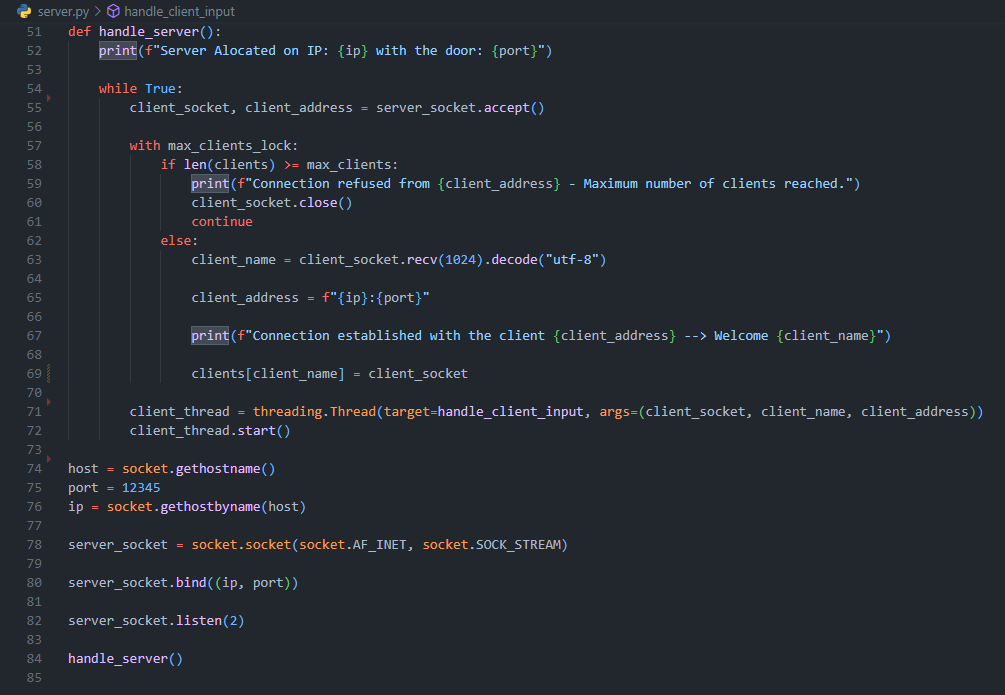 server.py > handle_client_input
51 def handle_server():
52     print(f"Server Alocated on IP: {ip} with the door: {port}")
53
54     while True:
55         client_socket, client_address = server_socket.accept()
56
57         with max_clients_lock:
58             if len(clients) >= max_clients:
59                 print(f"Connection refused from {client_address} - Maximum number of clients reached.")
60                 client_socket.close()
61                 continue
62             else:
63                 client_name = client_socket.recv(1024).decode("utf-8")
64
65                 client_address = f"{ip}:{port}"
66
67                 print(f"Connection established with the client {client_address} --> Welcome {client_name}")
68
69                 clients[client_name] = client_socket
70
71         client_thread = threading.Thread(target=handle_client_input, args=(client_socket, client_name, client_address))
72         client_thread.start()
73
74 host = socket.gethostname()
75 port = 12345
76 ip = socket.gethostbyname(host)
77
78 server_socket = socket.socket(socket.AF_INET, socket.SOCK_STREAM)
79
80 server_socket.bind((ip, port))
81
82 server_socket.listen(2)
83
84 handle_server()
85